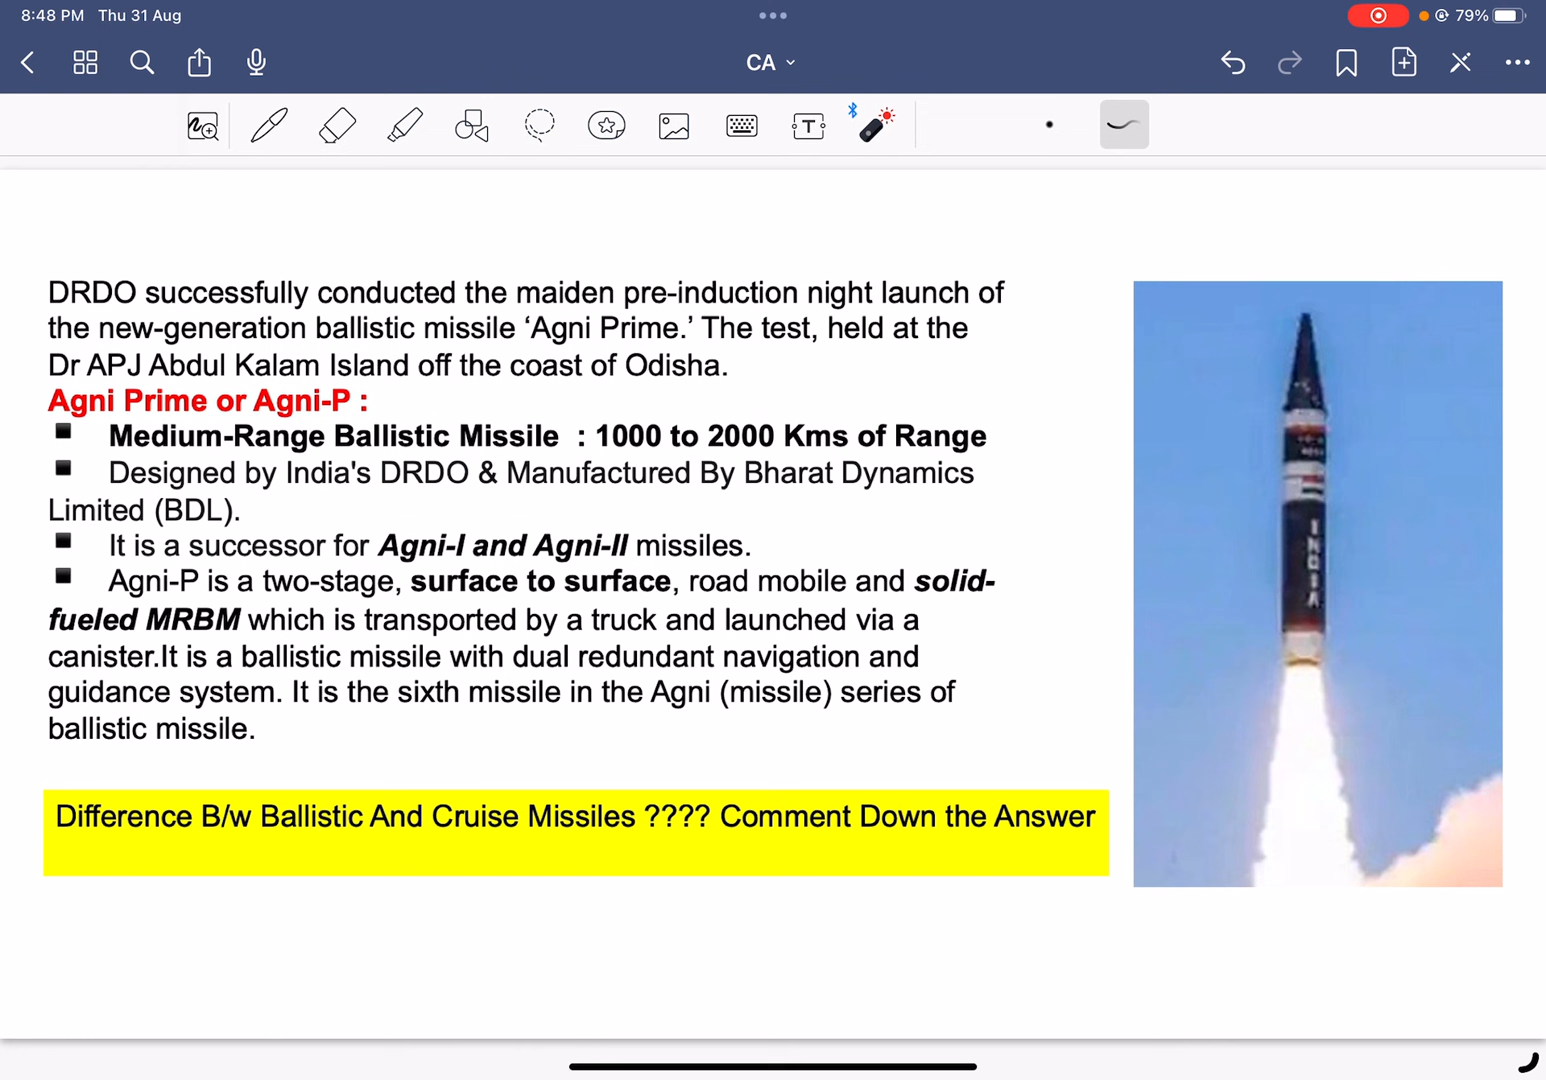 8:48 PM Thu 31 Aug
79%
CA
T
DRDO successfully conducted the maiden pre-induction night launch of
the new-generation ballistic missile ‘Agni Prime.’ The test, held at the
Dr APJ Abdul Kalam Island off the coast of Odisha.
Agni Prime or Agni-P :
Medium-Range Ballistic Missile : 1000 to 2000 Kms of Range
Designed by India's DRDO & Manufactured By Bharat Dynamics
Limited (BDL).
It is a successor for Agni-I and Agni-II missiles.
Agni-P is a two-stage, surface to surface, road mobile and solid-
fueled MRBM which is transported by a truck and launched via a
canister.It is a ballistic missile with dual redundant navigation and
guidance system. It is the sixth missile in the Agni (missile) series of
ballistic missile.
INDIA
Difference B/w Ballistic And Cruise Missiles ???? Comment Down the Answer